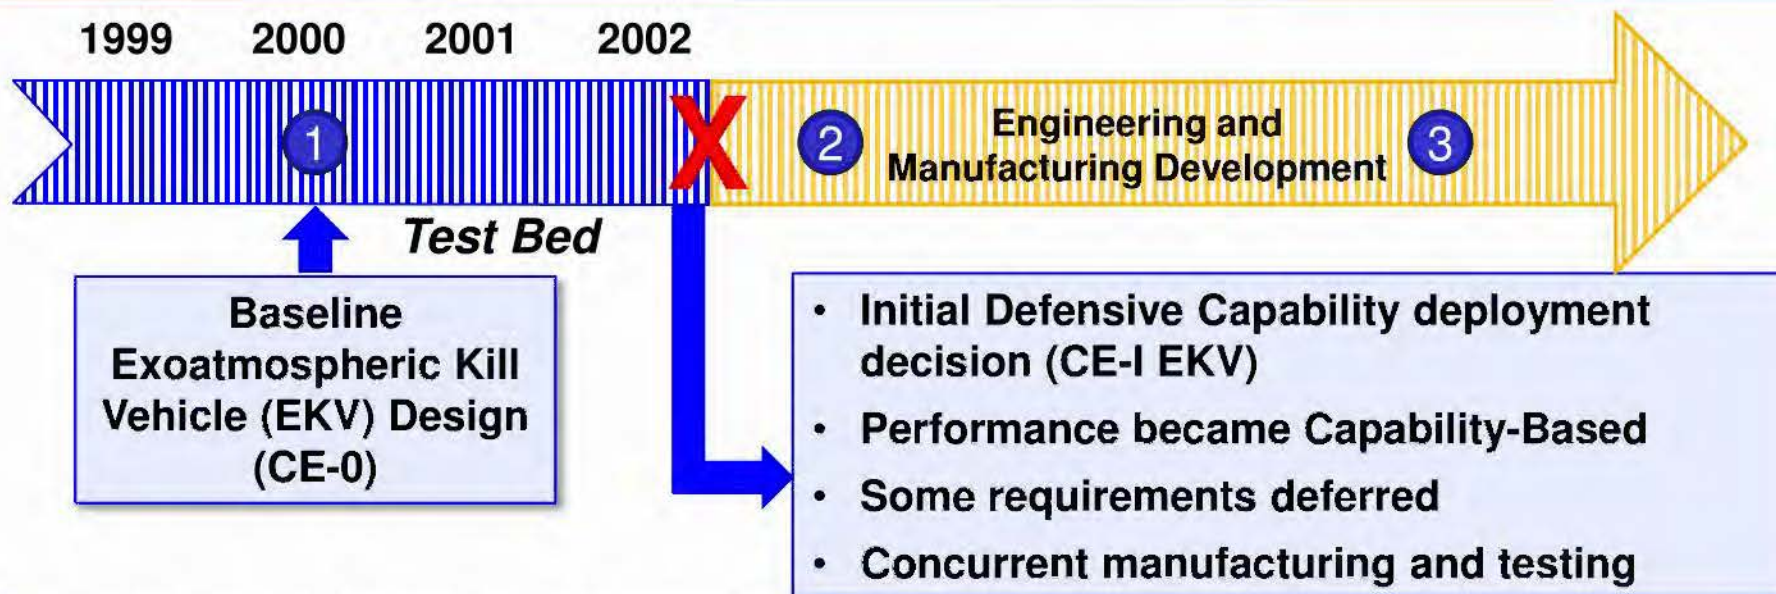 1999 2000 2001 2002
1
X
2
Engineering and
Manufacturing Development
3
Test Bed
Baseline
Exoatmospheric Kill
Vehicle (EKV) Design
(CE-0)
• Initial Defensive Capability deployment
decision (CE-I EKV)
• Performance became Capability-Based
• Some requirements deferred
• Concurrent manufacturing and testing